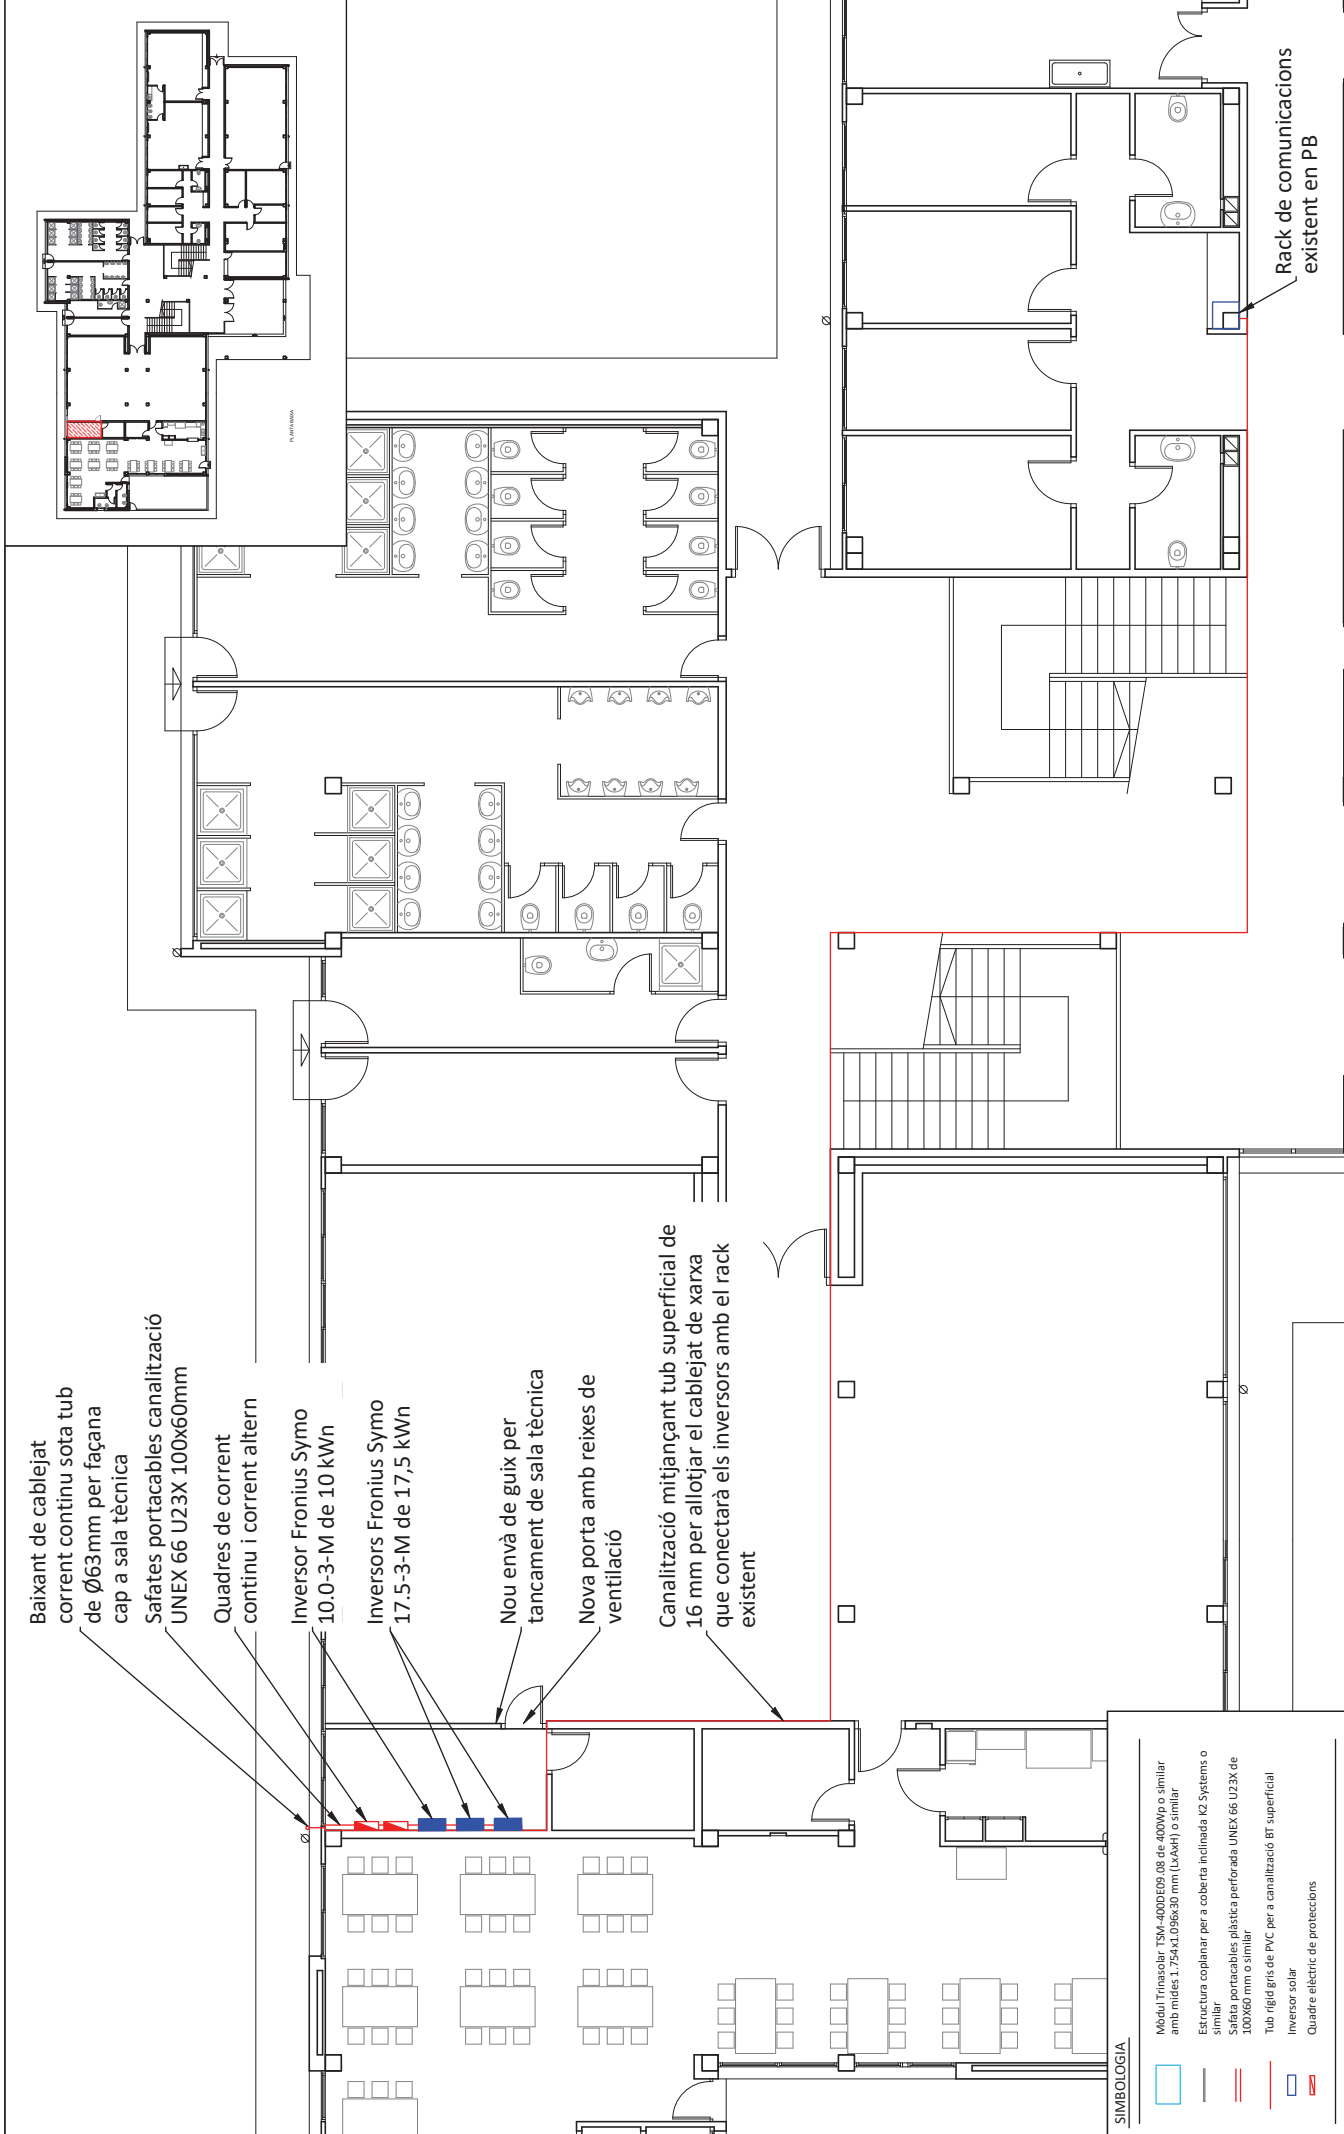 Baixant de cablejat
corrent continu sota tub
de Ø63mm per façana
cap a sala tècnica
Safates portacables canalització
UNEX 66 U23X 100x60mm
Quadres de corrent
continu i corrent altern
Inversor Fronius Symo
10.0-3-M de 10 kWn
Inversors Fronius Symo
17.5-3-M de 17,5 kWn
Nou envà de guix per
tancament de sala tècnica
Nova porta amb reixes de
ventilació
Canalització mitjançant tub superficial de
16 mm per allotjar el cablejat de xarxa
que conectarà els inversors amb el rack
existent
Rack de comunicacions
existent en PB
PLANTA BAIXA
SIMBOLOGIA
Mòdul Trinasolar TSM-400DE09.08 de 400Wp o similar
amb mides 1.754x1.096x30 mm (LxAxH) o similar
Estructura coplanar per a coberta inclinada K2 Systems o
similar
Safata portacables plàstica perforada UNEX 66 U23X de
100X60 mm o similar
Tub rígid gris de PVC per a canalització BT superficial
Inversor solar
Quadre elèctric de proteccions